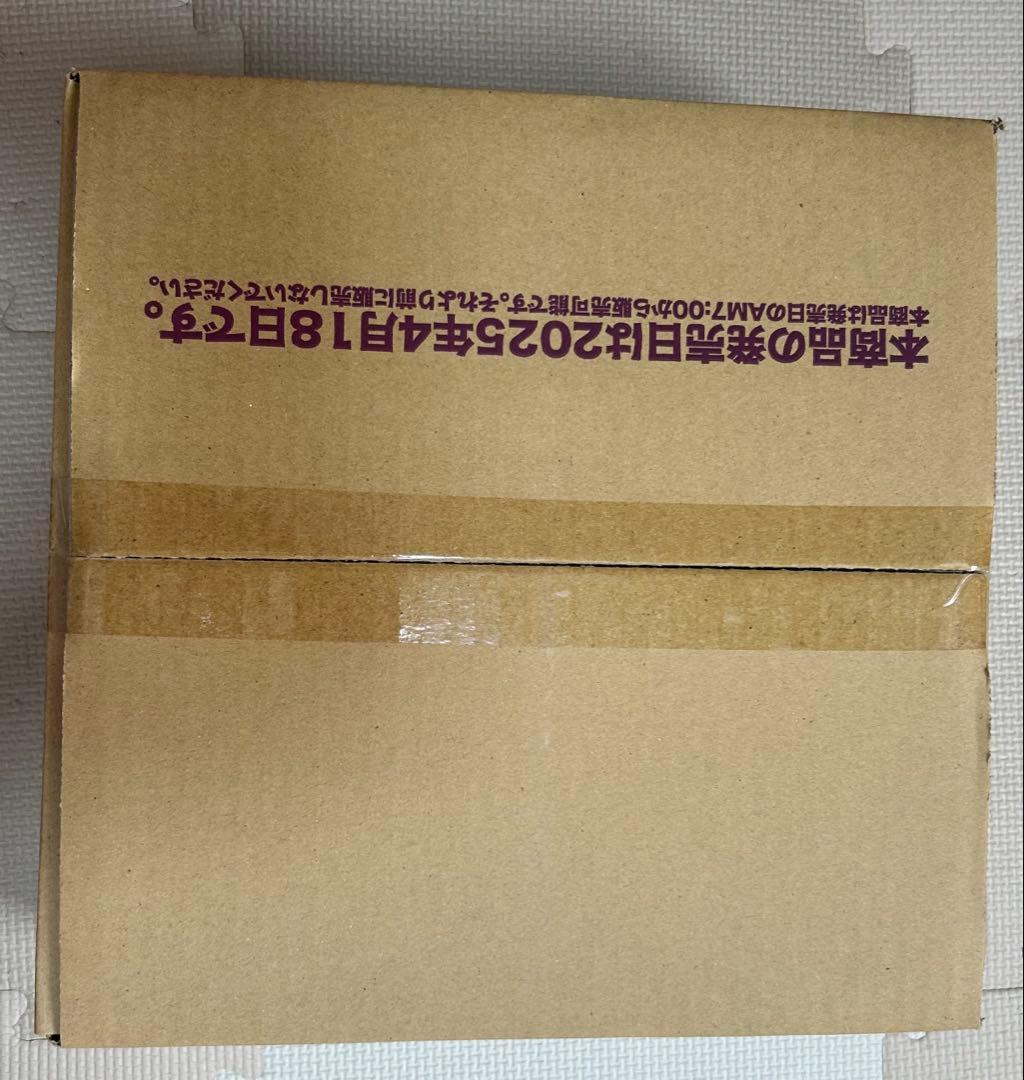 本商品の発売日は2025年4月18日です。
本商品は発売日のAM7:00から販売可能です。それより前に販売しないでください。